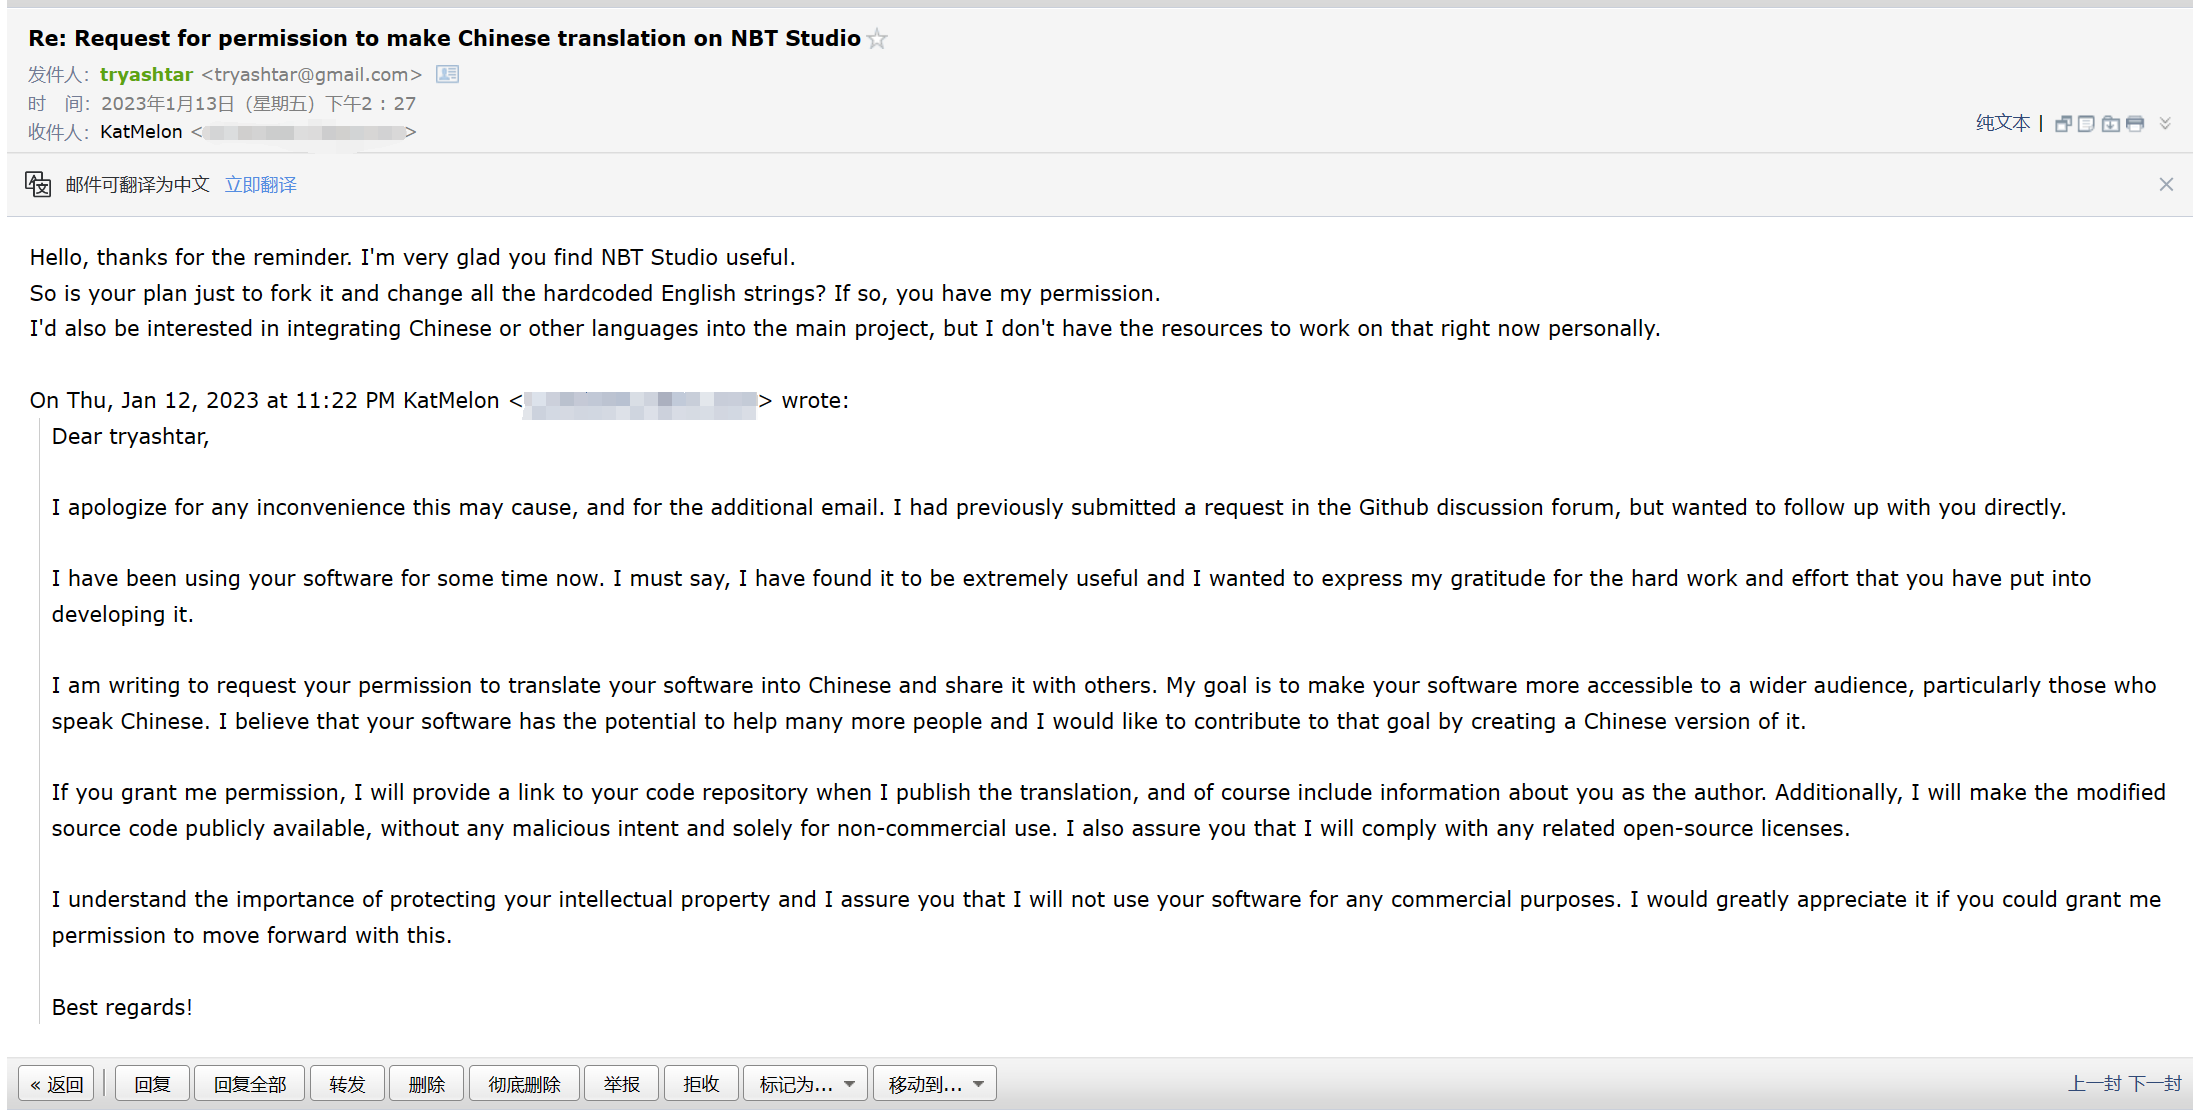 Re: Request for permission to make Chinese translation on NBT Studio
发件人：tryashtar <tryashtar@gmail.com>
时　间：2023年1月13日（星期五）下午2 : 27
收件人：KatMelon < >
纯文本 |
邮件可翻译为中文 立即翻译
Hello, thanks for the reminder. I'm very glad you find NBT Studio useful.
So is your plan just to fork it and change all the hardcoded English strings? If so, you have my permission.
I'd also be interested in integrating Chinese or other languages into the main project, but I don't have the resources to work on that right now personally.
On Thu, Jan 12, 2023 at 11:22 PM KatMelon < > wrote:
Dear tryashtar,
I apologize for any inconvenience this may cause, and for the additional email. I had previously submitted a request in the Github discussion forum, but wanted to follow up with you directly.
I have been using your software for some time now. I must say, I have found it to be extremely useful and I wanted to express my gratitude for the hard work and effort that you have put into
developing it.
I am writing to request your permission to translate your software into Chinese and share it with others. My goal is to make your software more accessible to a wider audience, particularly those who
speak Chinese. I believe that your software has the potential to help many more people and I would like to contribute to that goal by creating a Chinese version of it.
If you grant me permission, I will provide a link to your code repository when I publish the translation, and of course include information about you as the author. Additionally, I will make the modified
source code publicly available, without any malicious intent and solely for non-commercial use. I also assure you that I will comply with any related open-source licenses.
I understand the importance of protecting your intellectual property and I assure you that I will not use your software for any commercial purposes. I would greatly appreciate it if you could grant me
permission to move forward with this.
Best regards!
« 返回 | 回复 回复全部 转发 删除 彻底删除 举报 拒收 标记为... 移动到... 上一封 下一封